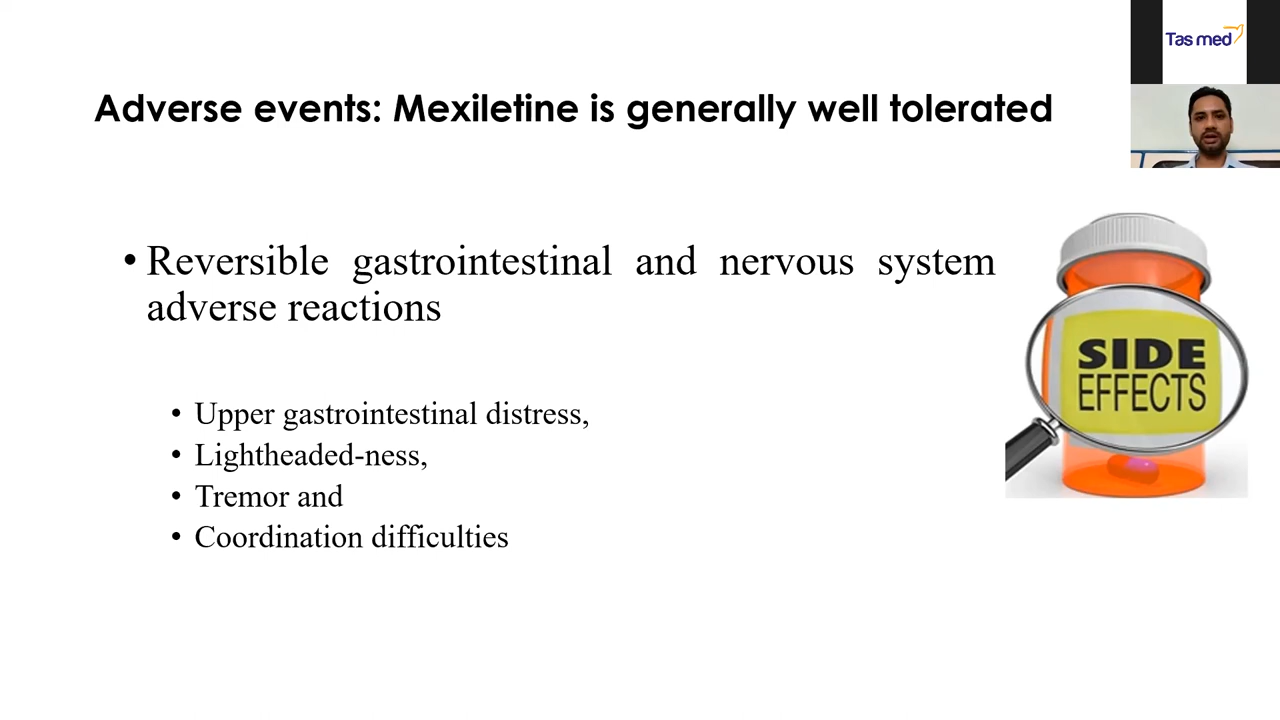 Tas med
Adverse events: Mexiletine is generally well tolerated
• Reversible gastrointestinal and nervous system
adverse reactions
• Upper gastrointestinal distress,
• Lightheaded-ness,
• Tremor and
• Coordination difficulties
SIDE
EFFECTS